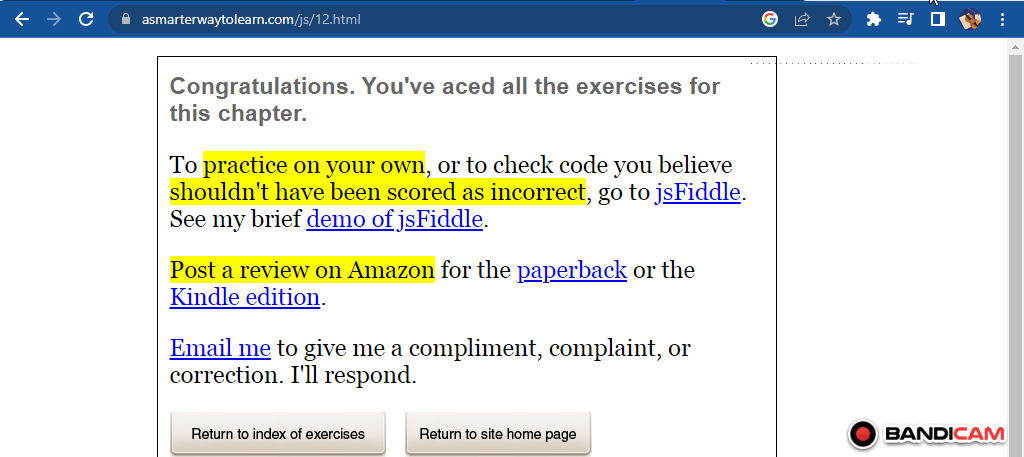 asmarterwaytolearn.com/js/12.html
Congratulations. You've aced all the exercises for
this chapter.
To practice on your own, or to check code you believe
shouldn't have been scored as incorrect, go to jsFiddle.
See my brief demo of jsFiddle.
Post a review on Amazon for the paperback or the
Kindle edition.
Email me to give me a compliment, complaint, or
correction. I'll respond.
Return to index of exercises Return to site home page
BANDICAM